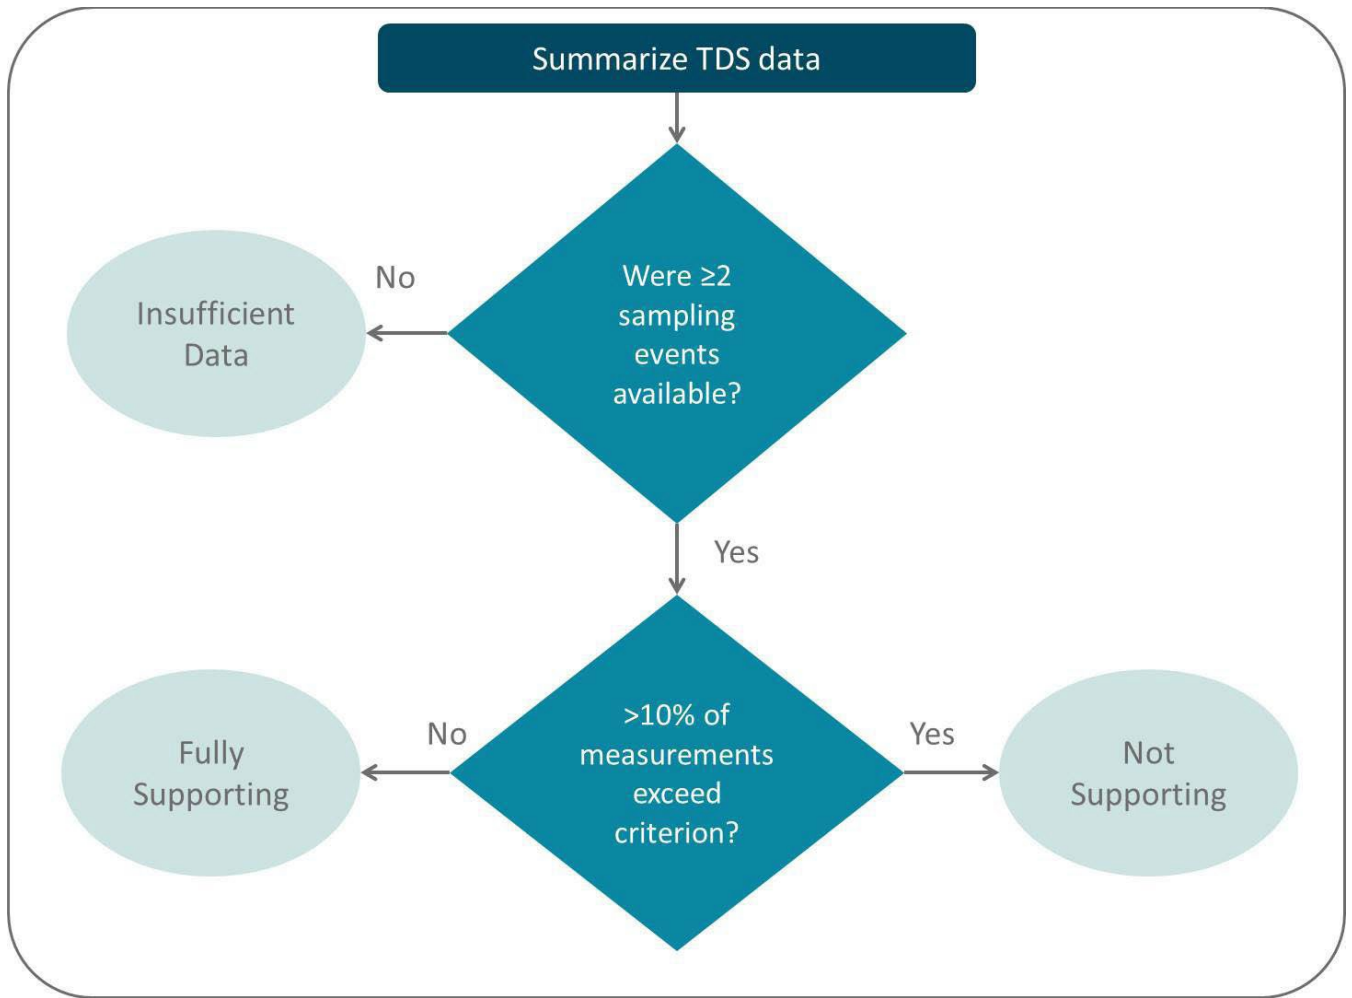 Summarize TDS data
Were ≥2
sampling
events
available?
No
Insufficient
Data
Yes
>10% of
measurements
exceed
criterion?
No
Fully
Supporting
Yes
Not
Supporting